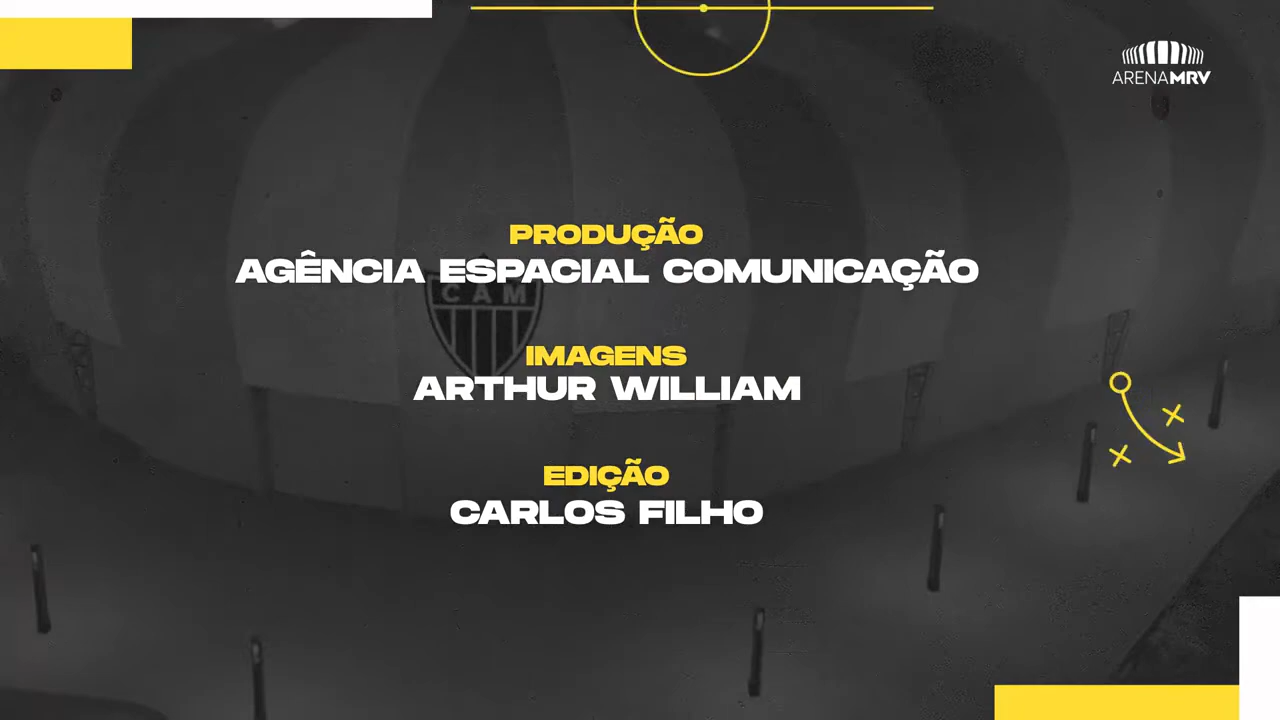 ARENAMRV
PRODUÇÃO
AGÊNCIA ESPACIAL COMUNICAÇÃO
CAM
IMAGENS
ARTHUR WILLIAM
EDIÇÃO
CARLOS FILHO